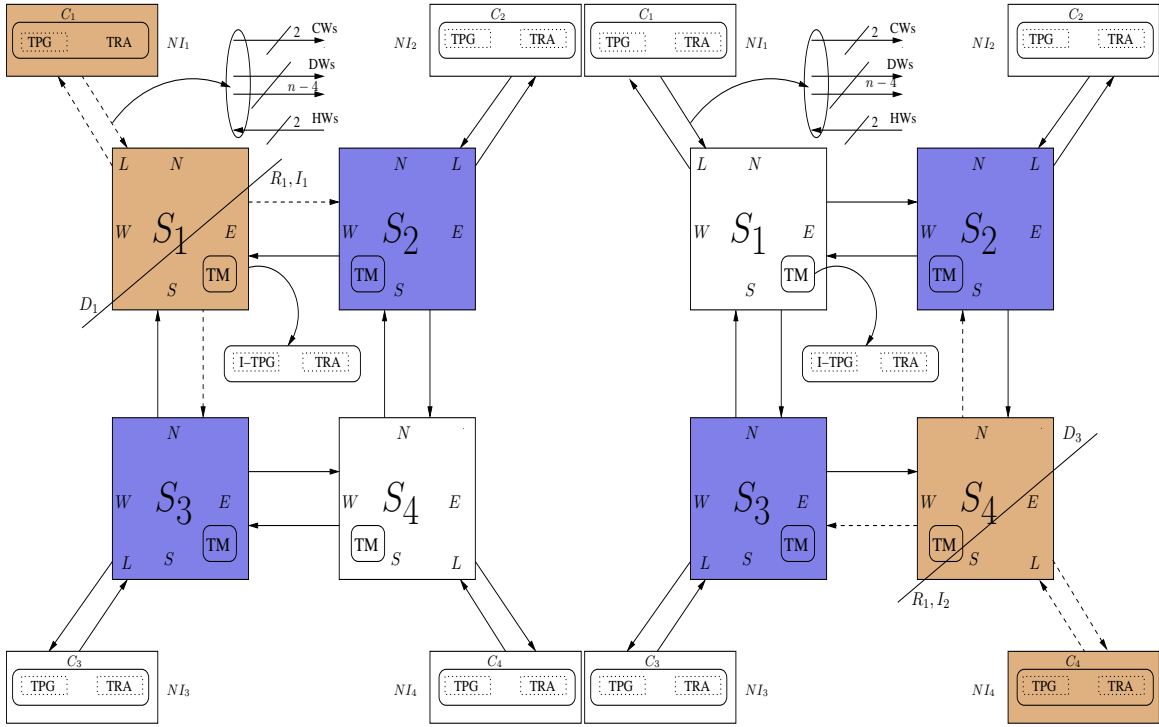 C1 C2 C1 C2
TPG TRA NI1 2 CWs NI2 TPG TRA TPG TRA NI1 2 CWs NI2 TPG TRA
DWs DWs
n−4 n−4
2 HWs 2 HWs
L N N L L N N L
R1, I1
S1 S2 S1 S2
W E W E W E W E
TM TM TM TM
S S S S
D1
I−TPG TRA I−TPG TRA
N N N N D3
S3 S4 S3 S4
W E W E W E W E
TM TM TM TM
L S S L L S S L
R1, I2
C3 C4 C3 C4
TPG TRA NI3 NI4 TPG TRA TPG TRA NI3 NI4 TPG TRA